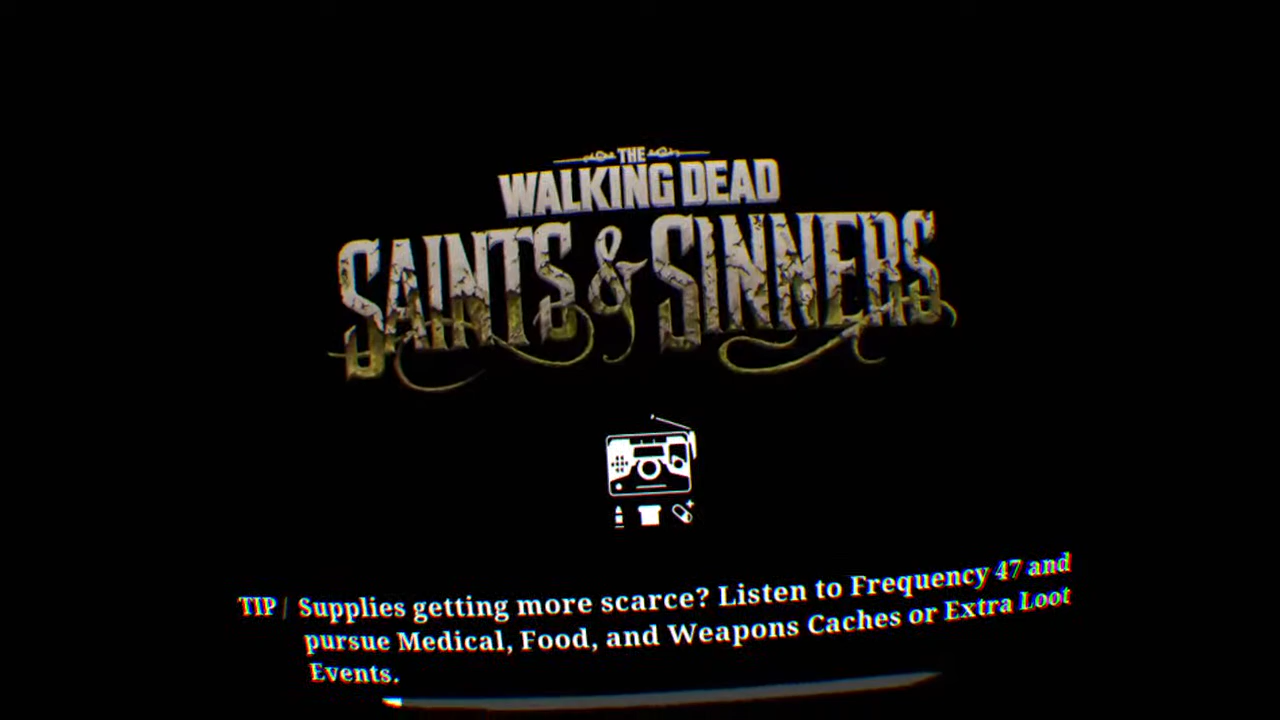 THE
WALKING DEAD
SAINTS & SINNERS
TIP | Supplies getting more scarce? Listen to Frequency 47 and
pursue Medical, Food, and Weapons Caches or Extra Loot
Events.